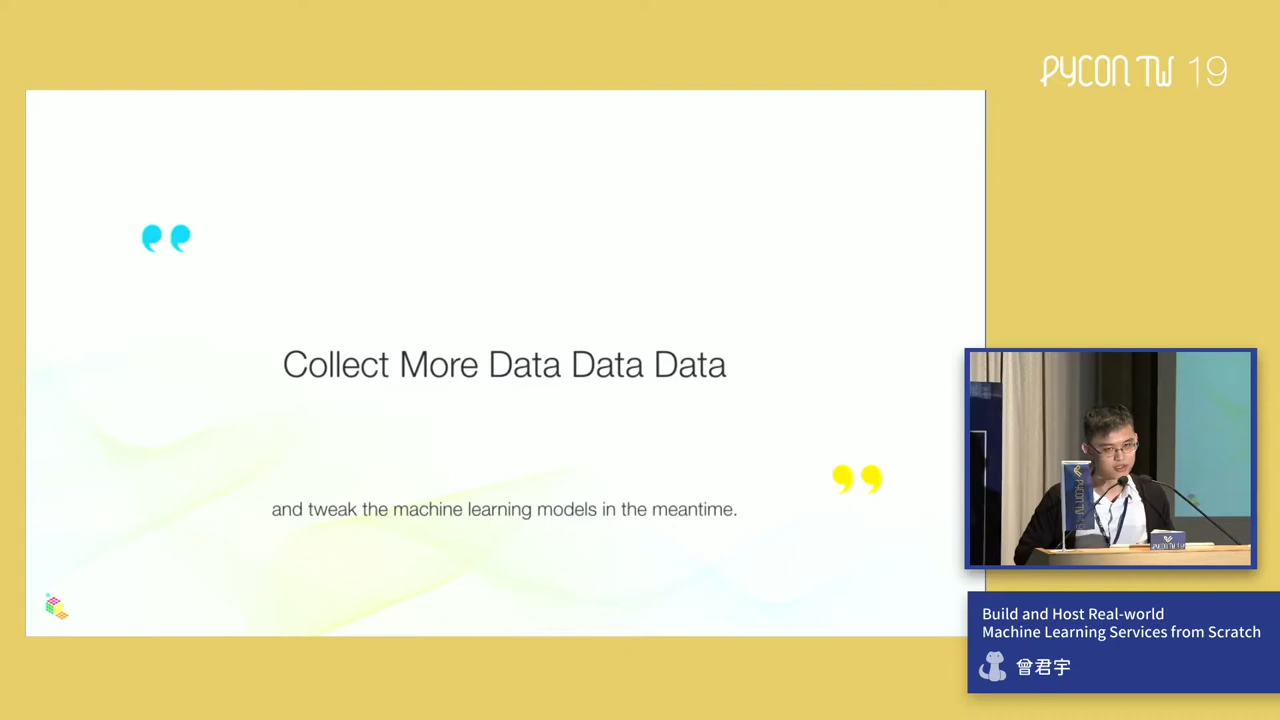 PYCON TW 19
Collect More Data Data Data
and tweak the machine learning models in the meantime.
Build and Host Real-world
Machine Learning Services from Scratch
曾君宇